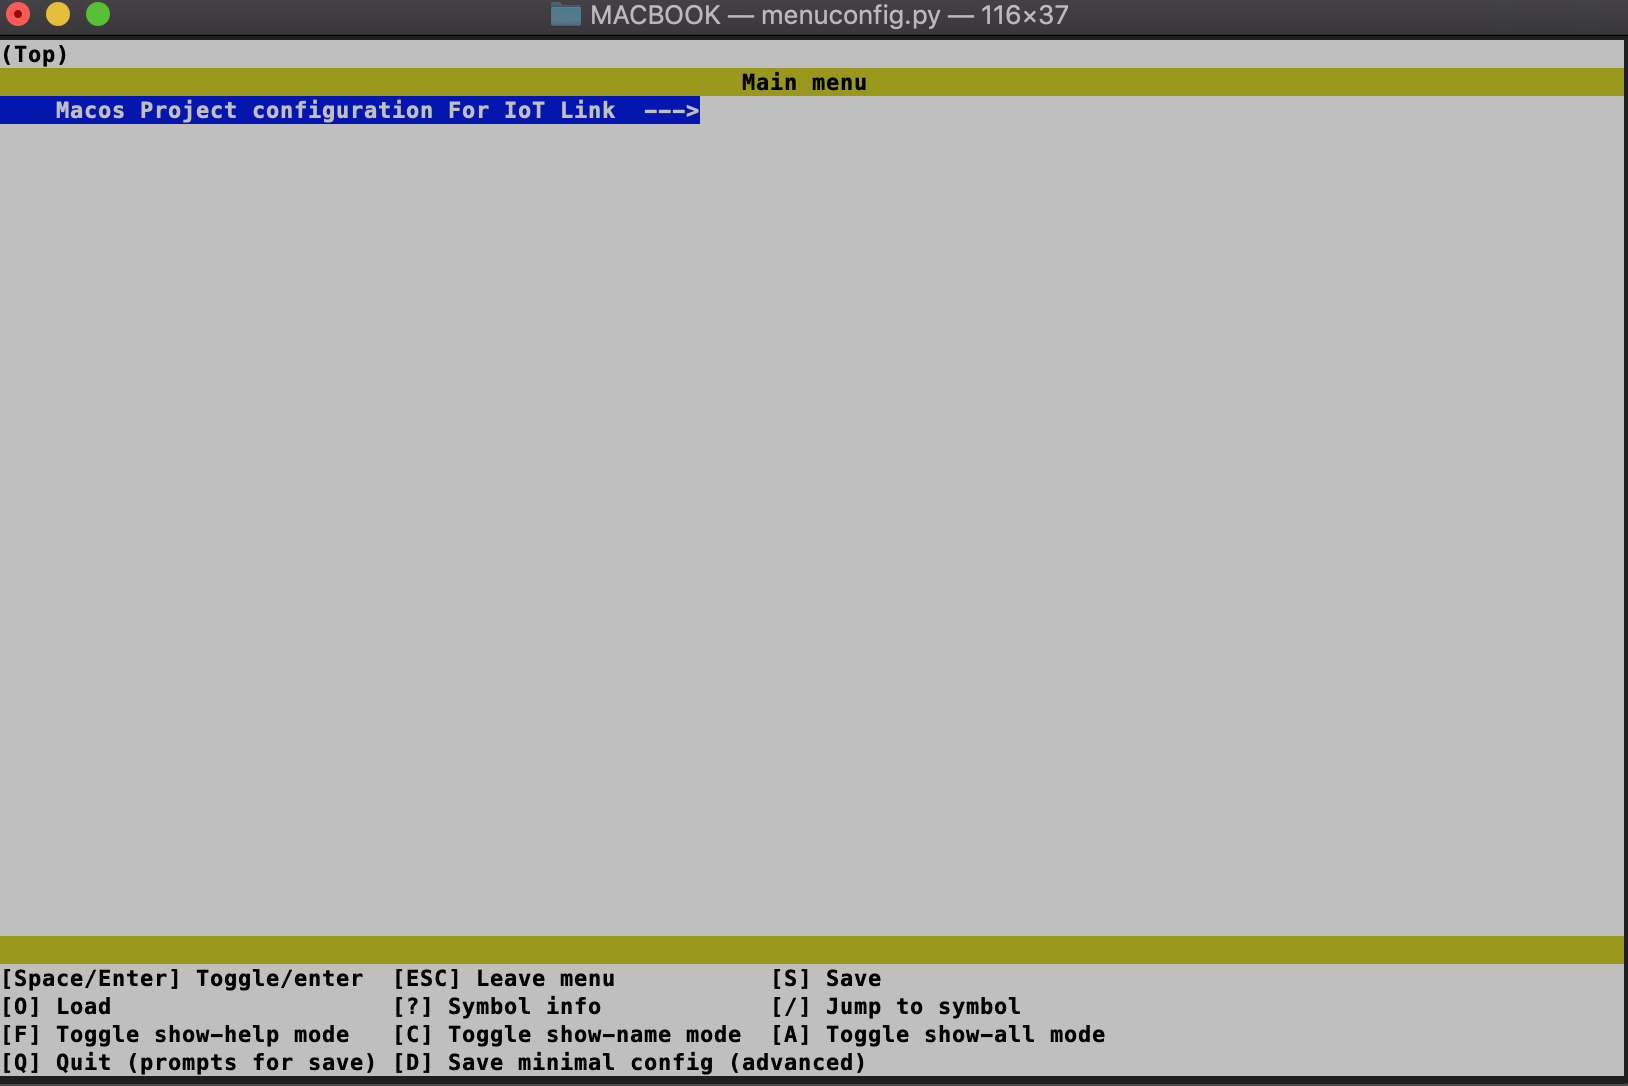 MACBOOK — menuconfig.py — 116×37
(Top)
Main menu
Macos Project configuration For IoT Link  --->
[Space/Enter] Toggle/enter  [ESC] Leave menu  [S] Save
[O] Load  [?] Symbol info  [/] Jump to symbol
[F] Toggle show-help mode  [C] Toggle show-name mode  [A] Toggle show-all mode
[Q] Quit (prompts for save) [D] Save minimal config (advanced)